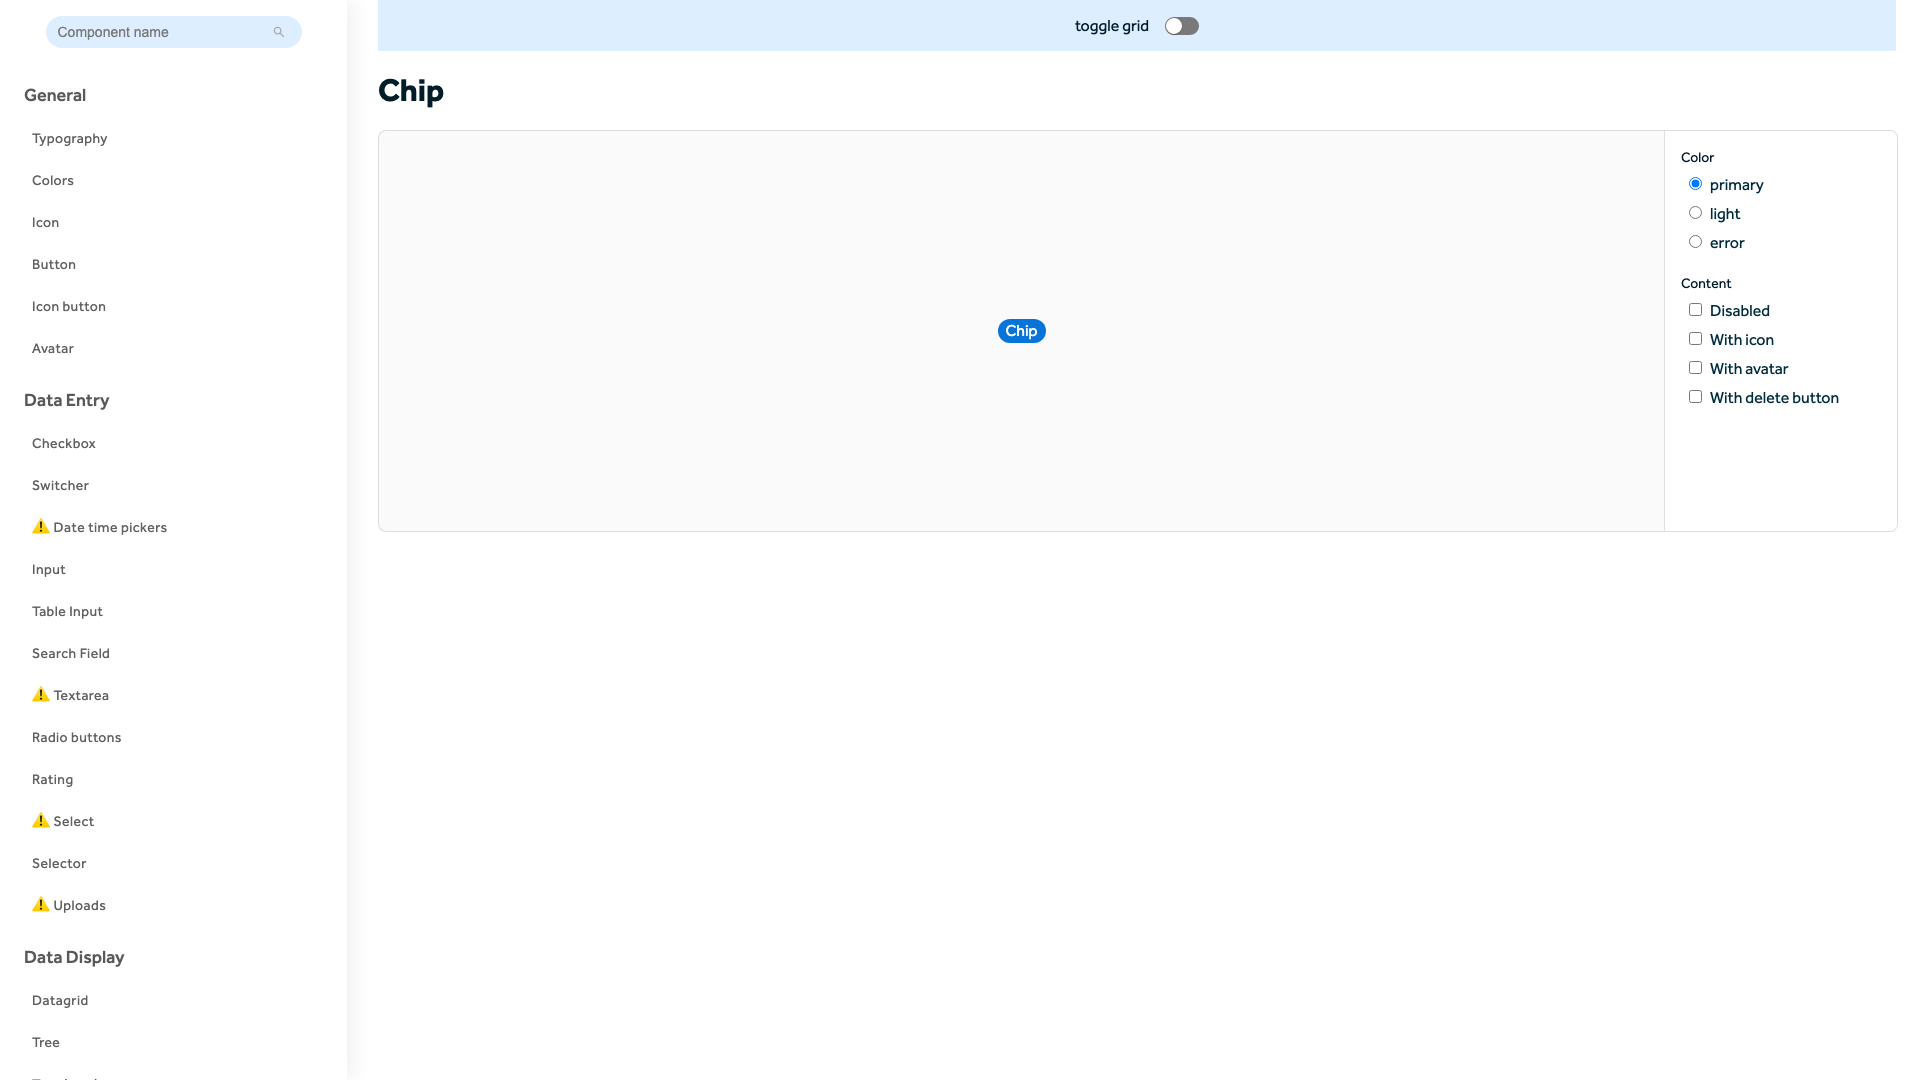 Component name
General
Typography
Colors
Icon
Button
Icon button
Avatar
Data Entry
Checkbox
Switcher
Date time pickers
Input
Table Input
Search Field
Textarea
Radio buttons
Rating
Select
Selector
Uploads
Data Display
Datagrid
Tree
toggle grid
Chip
Chip
Color
primary
light
error
Content
Disabled
With icon
With avatar
With delete button